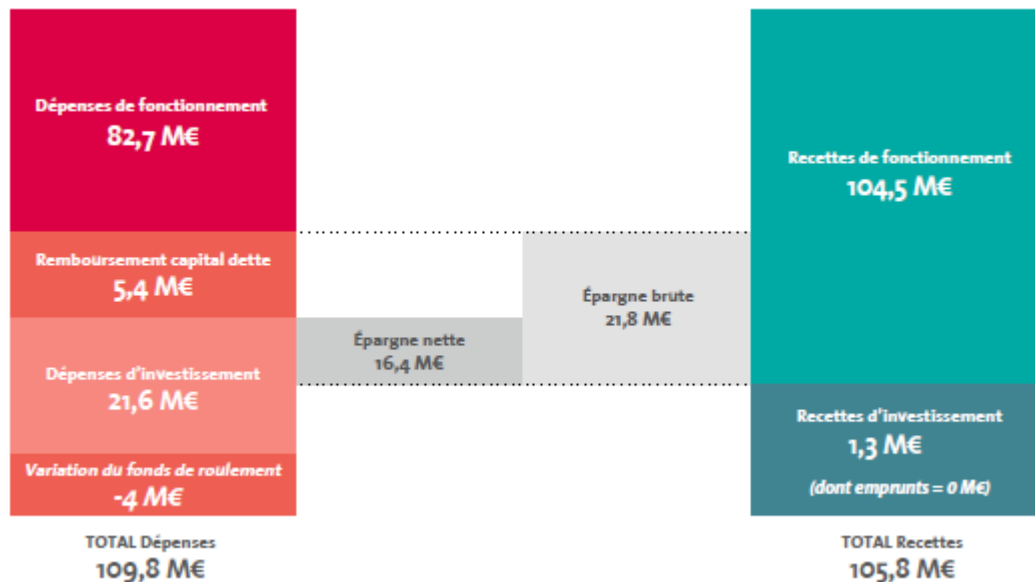 Dépenses de fonctionnement
82,7 M€
Remboursement capital dette
5,4 M€
Dépenses d'investissement
21,6 M€
Variation du fonds de roulement
-4 M€
TOTAL Dépenses
109,8 M€
Épargne nette
16,4 M€
Épargne brute
21,8 M€
Recettes de fonctionnement
104,5 M€
Recettes d'investissement
1,3 M€
(dont emprunts = 0 M€)
TOTAL Recettes
105,8 M€